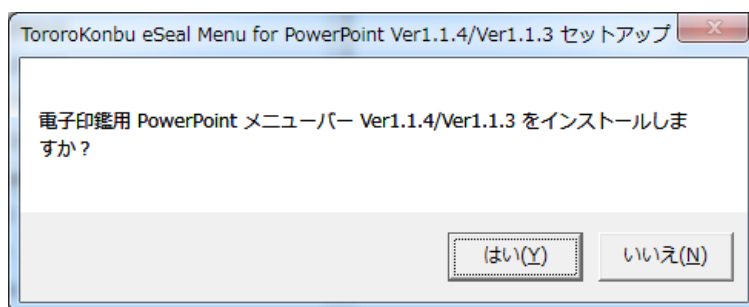 TororoKonbu eSeal Menu for PowerPoint Ver1.1.4/Ver1.1.3 セットアップ
電子印鑑用 PowerPoint メニューバー Ver1.1.4/Ver1.1.3 をインストールしま
すか？
はい(Y) いいえ(N)